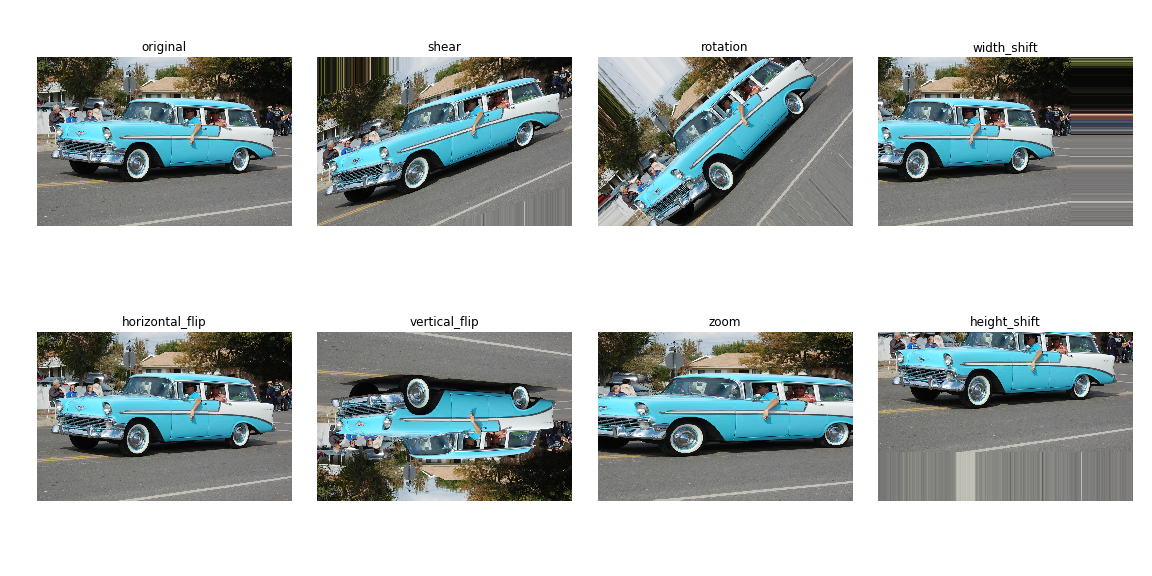 original
shear
rotation
width_shift
horizontal_flip
vertical_flip
zoom
height_shift